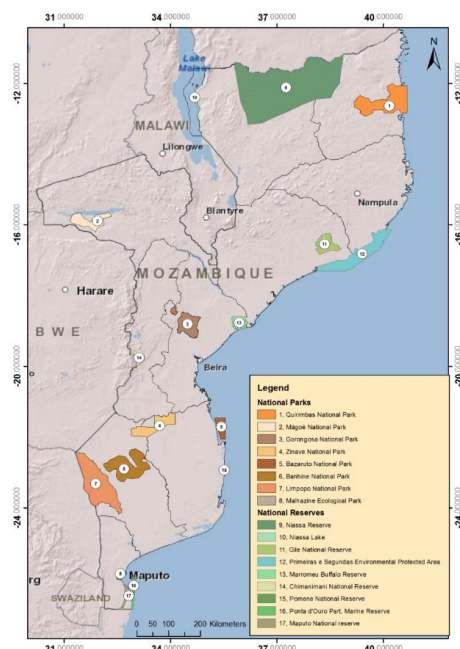 31.000000 34.000000 37.000000 40.000000
N
Lake
Malawi
-12.000000
-12.000000
10
9
1
MALAWI
Lilongwe
Nampula
Blantyre
2
-16.000000
-16.000000
11
12
MOZAMBIQUE
Harare
BWE
3
13
14
-20.000000
-20.000000
Beira
4
5
6
7
15
-24.000000
-24.000000
8
Maputo
rg
16
17
SWAZILAND
0 50 100 200 Kilometers
31.000000 34.000000 37.000000 40.000000
Legend
National Parks
1, Quirimbas National Park
2, Mágoè National Park
3, Gorongosa National Park
4, Zinave National Park
5, Bazaruto National Park
6, Banhine National Park
7, Limpopo National Park
8, Malhazine Ecological Park
National Reserves
9, Niassa Reserve
10, Niassa Lake
11, Gile National Reserve
12, Primeiras e Segundas Environmental Protected Area
13, Marromeu Buffalo Reserve
14, Chimanimani National Reserve
15, Pomene National Reserve
16, Ponta d'Ouro Part. Marine Reserve
17, Maputo National reserve